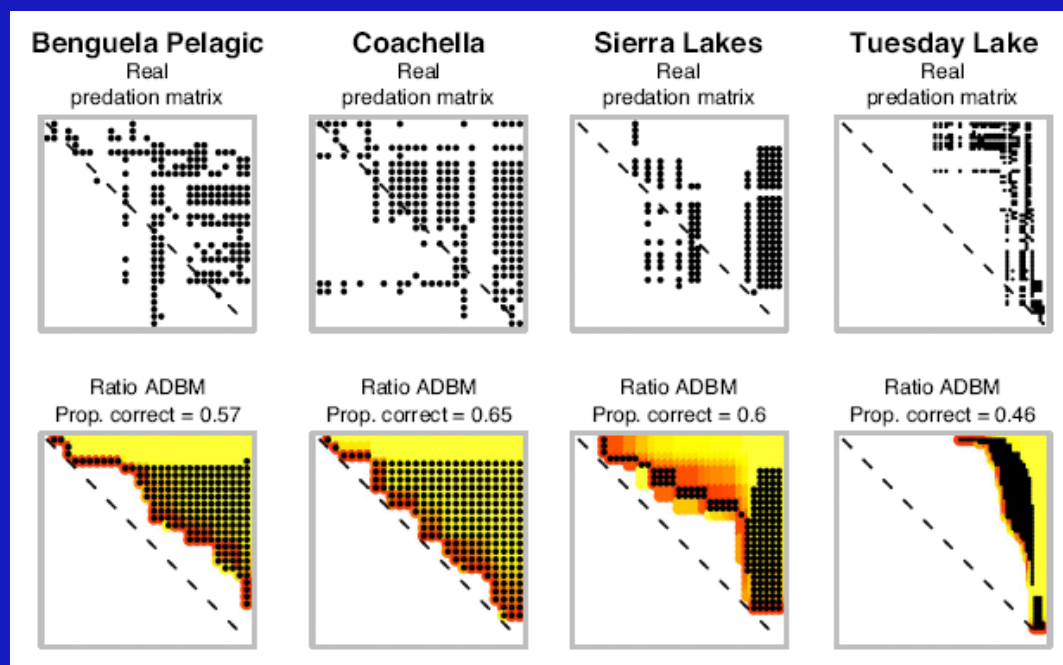 Benguela Pelagic
Real
predation matrix
Coachella
Real
predation matrix
Sierra Lakes
Real
predation matrix
Tuesday Lake
Real
predation matrix
Ratio ADBM
Prop. correct = 0.57
Ratio ADBM
Prop. correct = 0.65
Ratio ADBM
Prop. correct = 0.6
Ratio ADBM
Prop. correct = 0.46